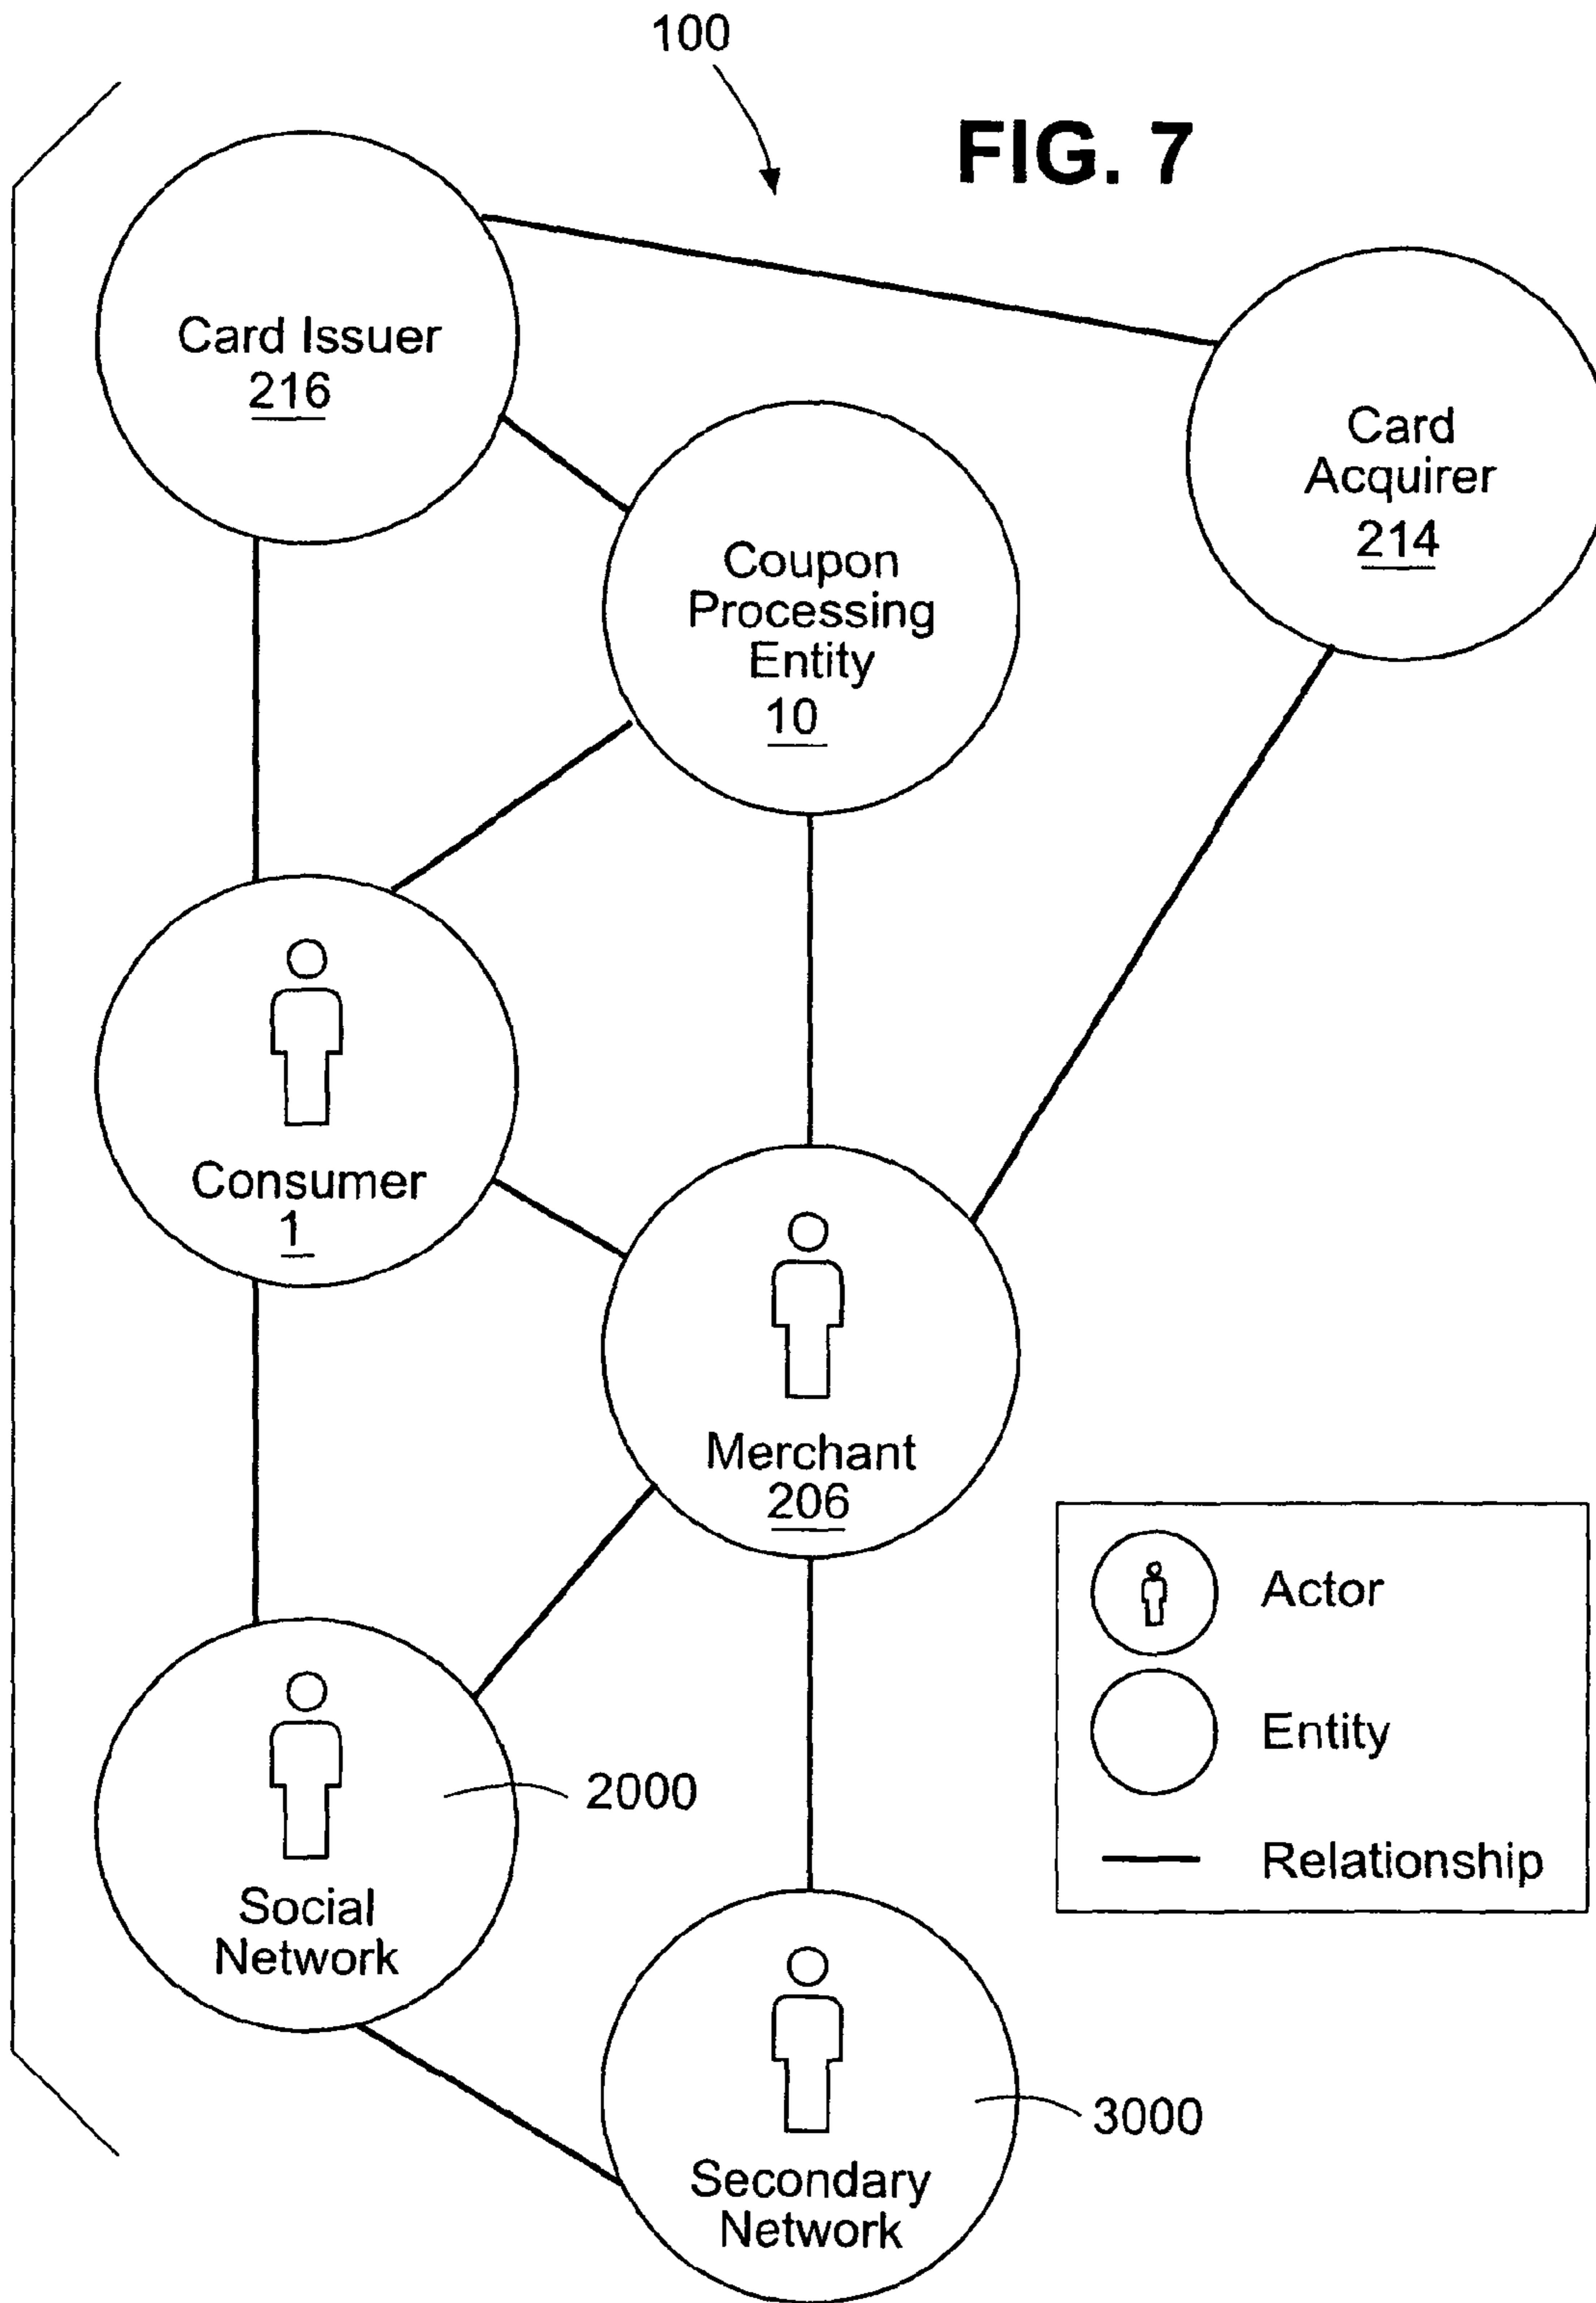 100
FIG. 7
Card Issuer
216
Card
Acquirer
214
Coupon
Processing
Entity
10
Consumer
1
Merchant
206
Actor
Entity
Relationship
2000
Social
Network
3000
Secondary
Network